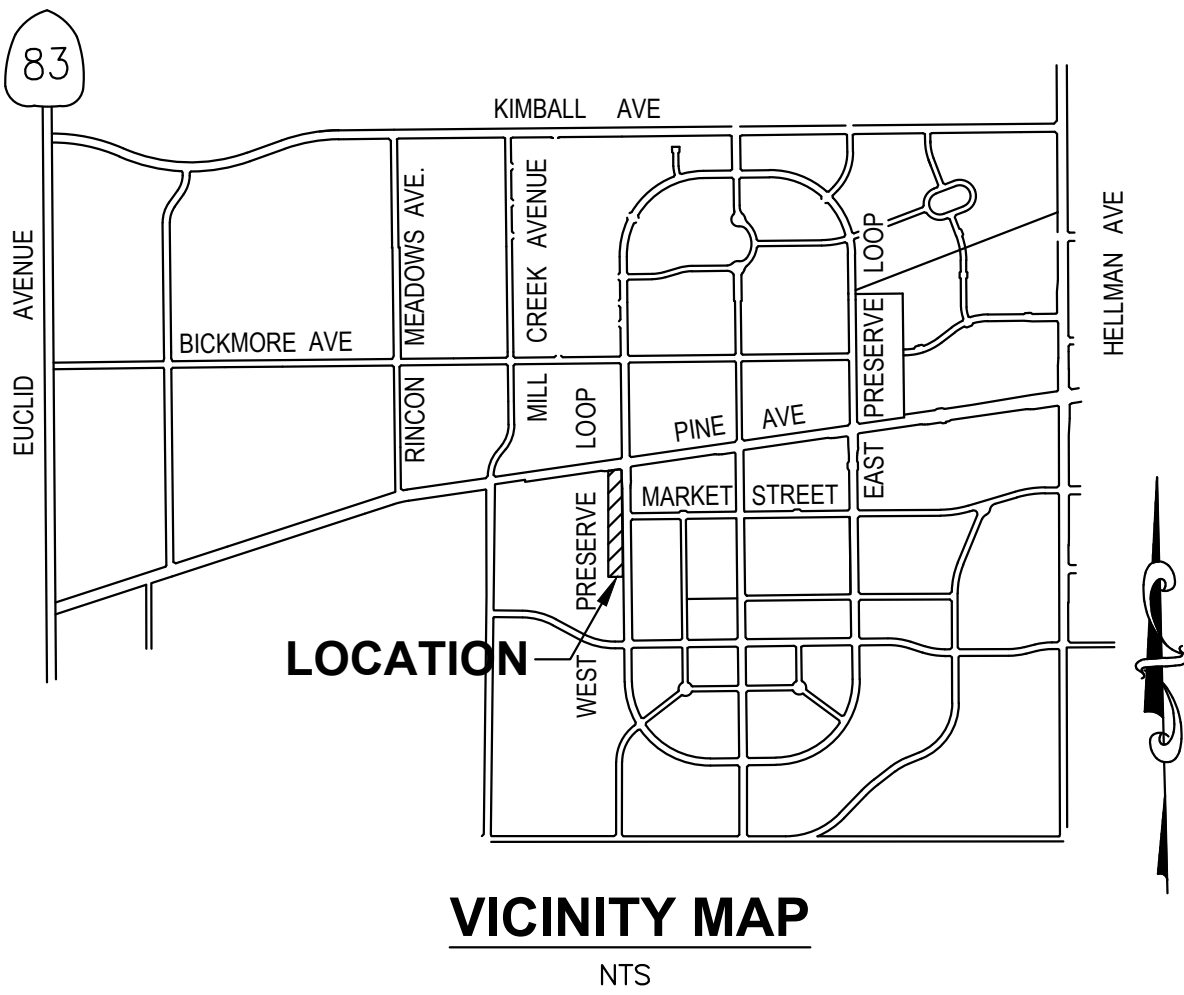 83
KIMBALL AVE
EUCLID AVENUE
BICKMORE AVE
RINCON MEADOWS AVE.
MILL CREEK AVENUE
WEST PRESERVE LOOP
PINE AVE
MARKET STREET
EAST PRESERVE LOOP
HELLMAN AVE
LOCATION
VICINITY MAP
NTS